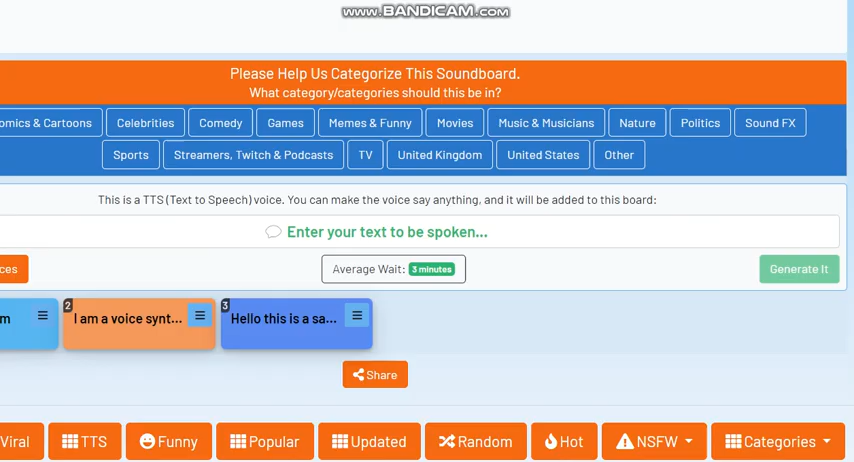 www.BANDICAM.com
Please Help Us Categorize This Soundboard.
What category/categories should this be in?
omics & Cartoons Celebrities Comedy Games Memes & Funny Movies Music & Musicians Nature Politics Sound FX
Sports Streamers, Twitch & Podcasts TV United Kingdom United States Other
This is a TTS (Text to Speech) voice. You can make the voice say anything, and it will be added to this board:
Enter your text to be spoken...
ces Average Wait: 3 minutes Generate It
m 2 I am a voice synt... 3 Hello this is a sa...
Share
Viral TTS Funny Popular Updated Random Hot NSFW Categories